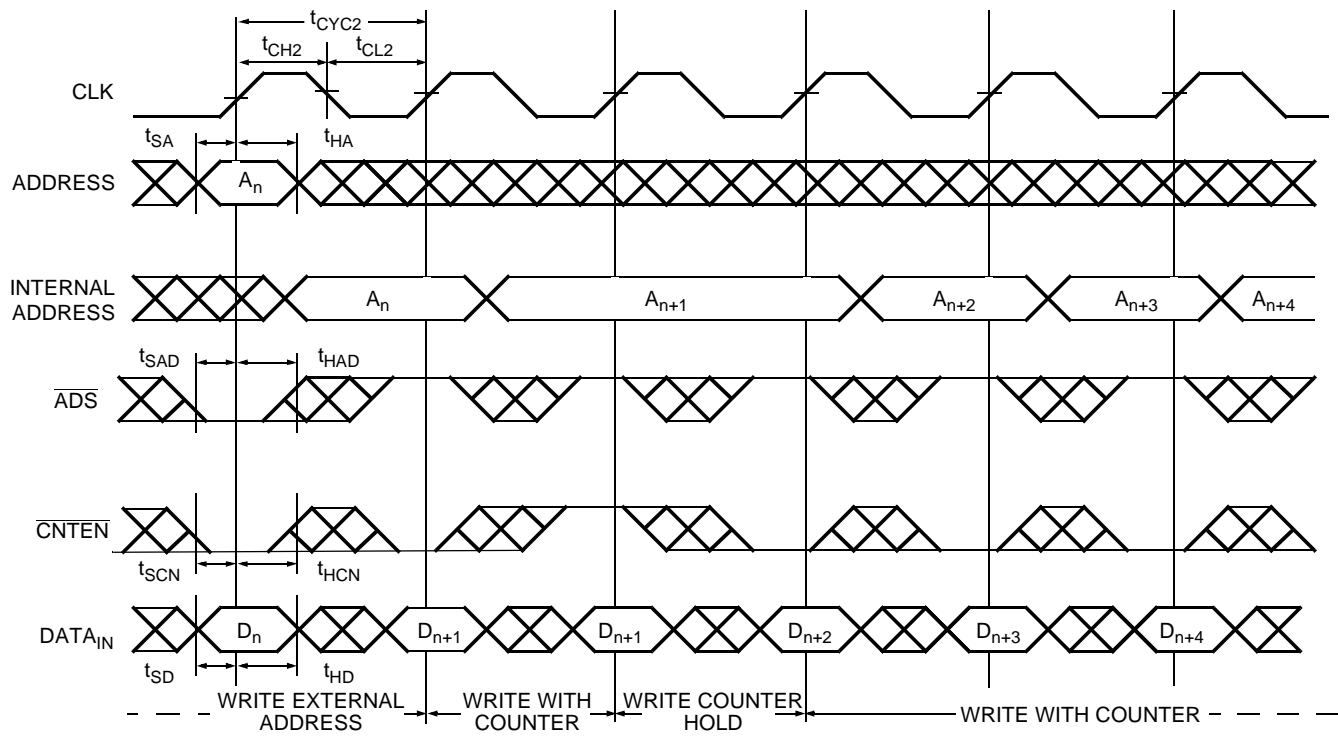 tCYC2
tCH2 tCL2
CLK
tSA tHA
ADDRESS An
INTERNAL
ADDRESS
An An+1 An+2 An+3 An+4
tSAD tHAD
ADS
CNTEN
tSCN tHCN
DATAIN Dn Dn+1 Dn+1 Dn+2 Dn+3 Dn+4
tSD tHD
WRITE EXTERNAL
ADDRESS
WRITE WITH
COUNTER
WRITE COUNTER
HOLD
WRITE WITH COUNTER